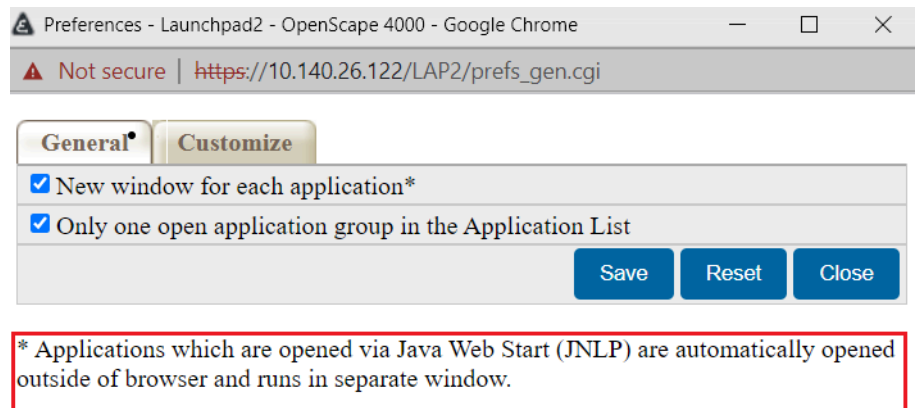 Preferences - Launchpad2 - OpenScape 4000 - Google Chrome
Not secure | https://10.140.26.122/LAP2/prefs_gen.cgi
General Customize
New window for each application*
Only one open application group in the Application List
Save Reset Close
* Applications which are opened via Java Web Start (JNLP) are automatically opened
outside of browser and runs in separate window.